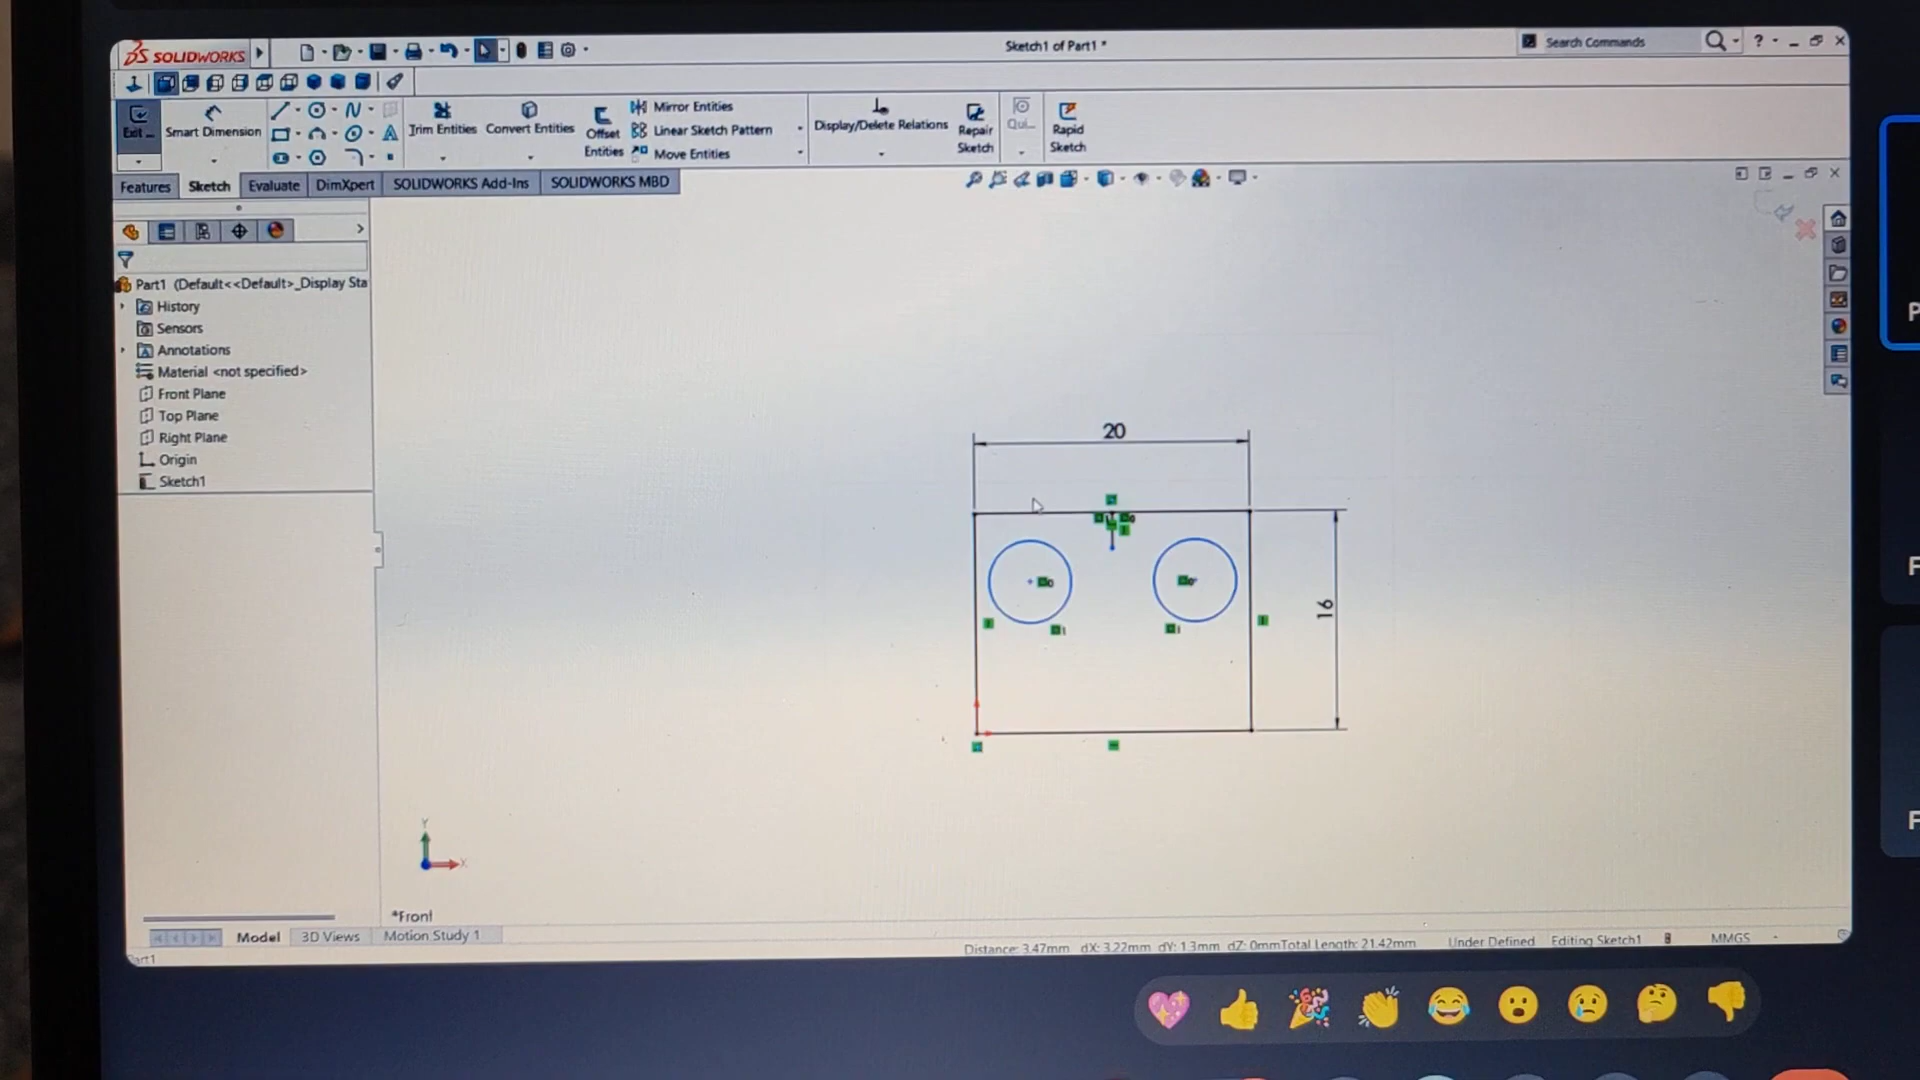 SOLIDWORKS
Sketch1 of Part1 *
Search Commands
?
Exit ...
Smart Dimension
Trim Entities
Convert Entities
Offset Entities
Mirror Entities
Linear Sketch Pattern
Move Entities
Display/Delete Relations
Repair Sketch
Qui...
Rapid Sketch
Features
Sketch
Evaluate
DimXpert
SOLIDWORKS Add-Ins
SOLIDWORKS MBD
Part1 (Default<<Default>_Display Sta
History
Sensors
Annotations
Material <not specified>
Front Plane
Top Plane
Right Plane
Origin
Sketch1
20
16
Y
X
*Front
Model
3D Views
Motion Study 1
Distance: 3.47mm dX: 3.22mm dY: 1.3mm dZ: 0mmTotal Length: 21.42mm
Under Defined
Editing Sketch1
MMGS
art1